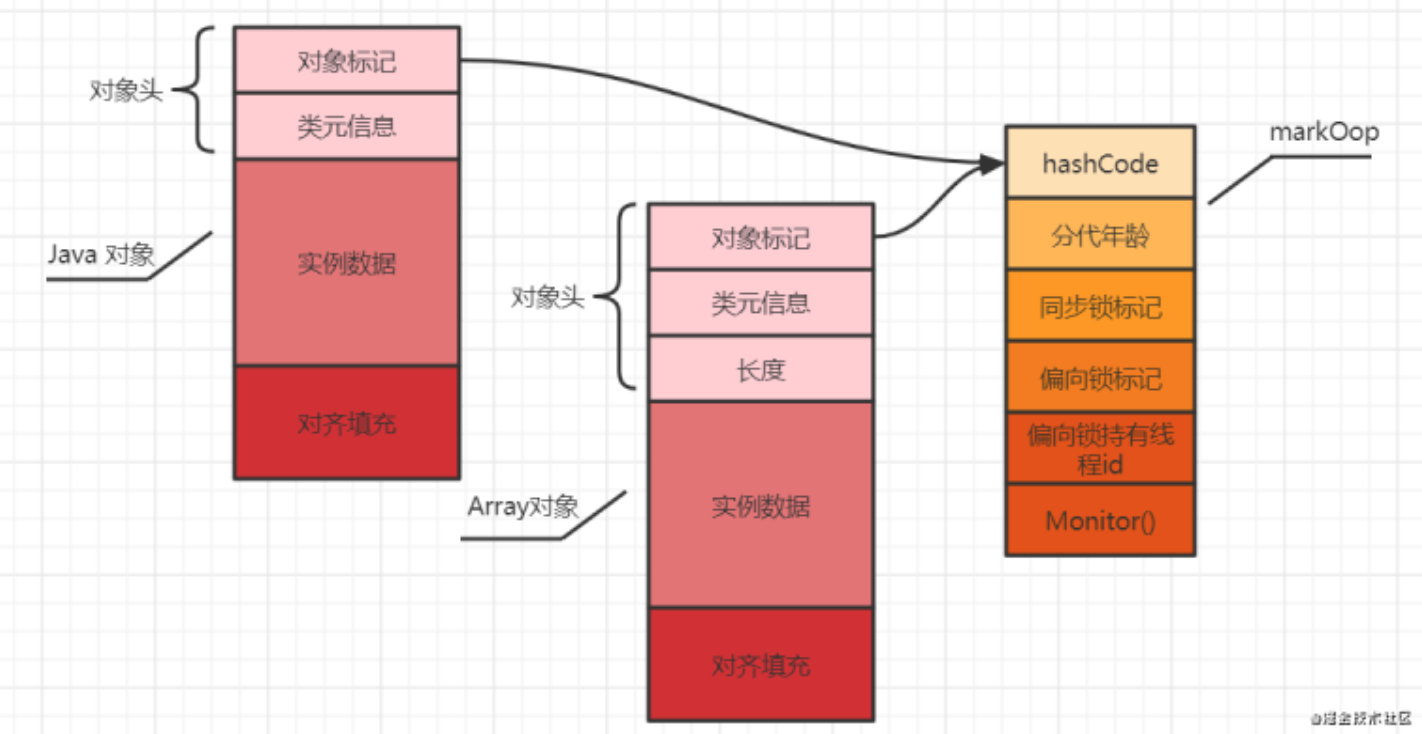 对象头
对象标记
类元信息
Java 对象
实例数据
对齐填充
对象头
对象标记
类元信息
长度
Array对象
实例数据
对齐填充
markOop
hashCode
分代年龄
同步锁标记
偏向锁标记
偏向锁持有线
程id
Monitor()
@掘金技术社区